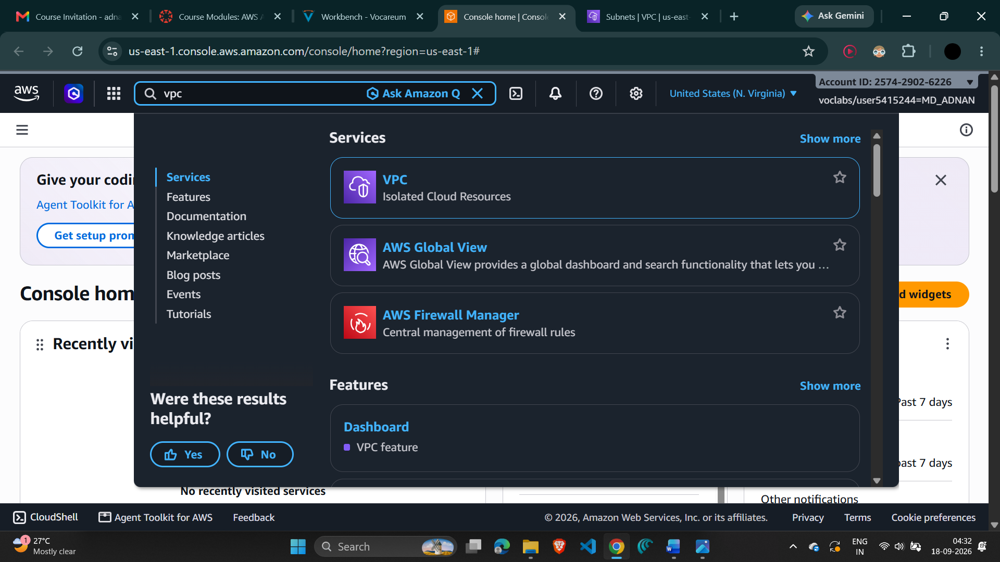 Course Invitation - adna
Course Modules: AWS A
Workbench - Vocareum
Console home | Consol
Subnets | VPC | us-east-
Ask Gemini
us-east-1.console.aws.amazon.com/console/home?region=us-east-1#
aws
vpc
Ask Amazon Q
United States (N. Virginia)
Account ID: 2574-2902-6226
voclabs/user5415244=MD_ADNAN
Services
Show more
Services
Features
Documentation
Knowledge articles
Marketplace
Blog posts
Events
Tutorials
VPC
Isolated Cloud Resources
AWS Global View
AWS Global View provides a global dashboard and search functionality that lets you ...
AWS Firewall Manager
Central management of firewall rules
Features
Show more
Dashboard
VPC feature
Were these results
helpful?
Yes
No
Give your codi
Agent Toolkit for A
Get setup pron
Console hom
d widgets
Recently vi
Past 7 days
past 7 days
No recently visited services
Other notifications
CloudShell
Agent Toolkit for AWS
Feedback
© 2026, Amazon Web Services, Inc. or its affiliates.
Privacy
Terms
Cookie preferences
1
27°C
Mostly clear
Search
ENG
IN
04:32
18-09-2026